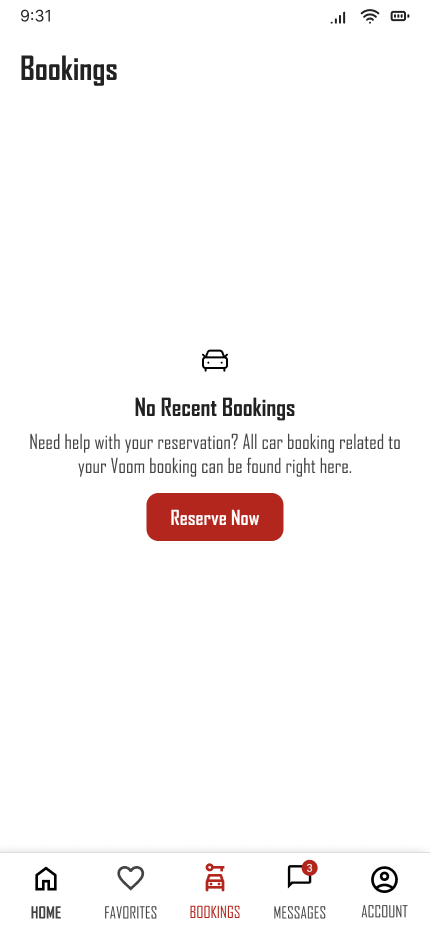 9:31
Bookings
No Recent Bookings
Need help with your reservation? All car booking related to
your Voom booking can be found right here.
Reserve Now
3
HOME
FAVORITES
BOOKINGS
MESSAGES
ACCOUNT